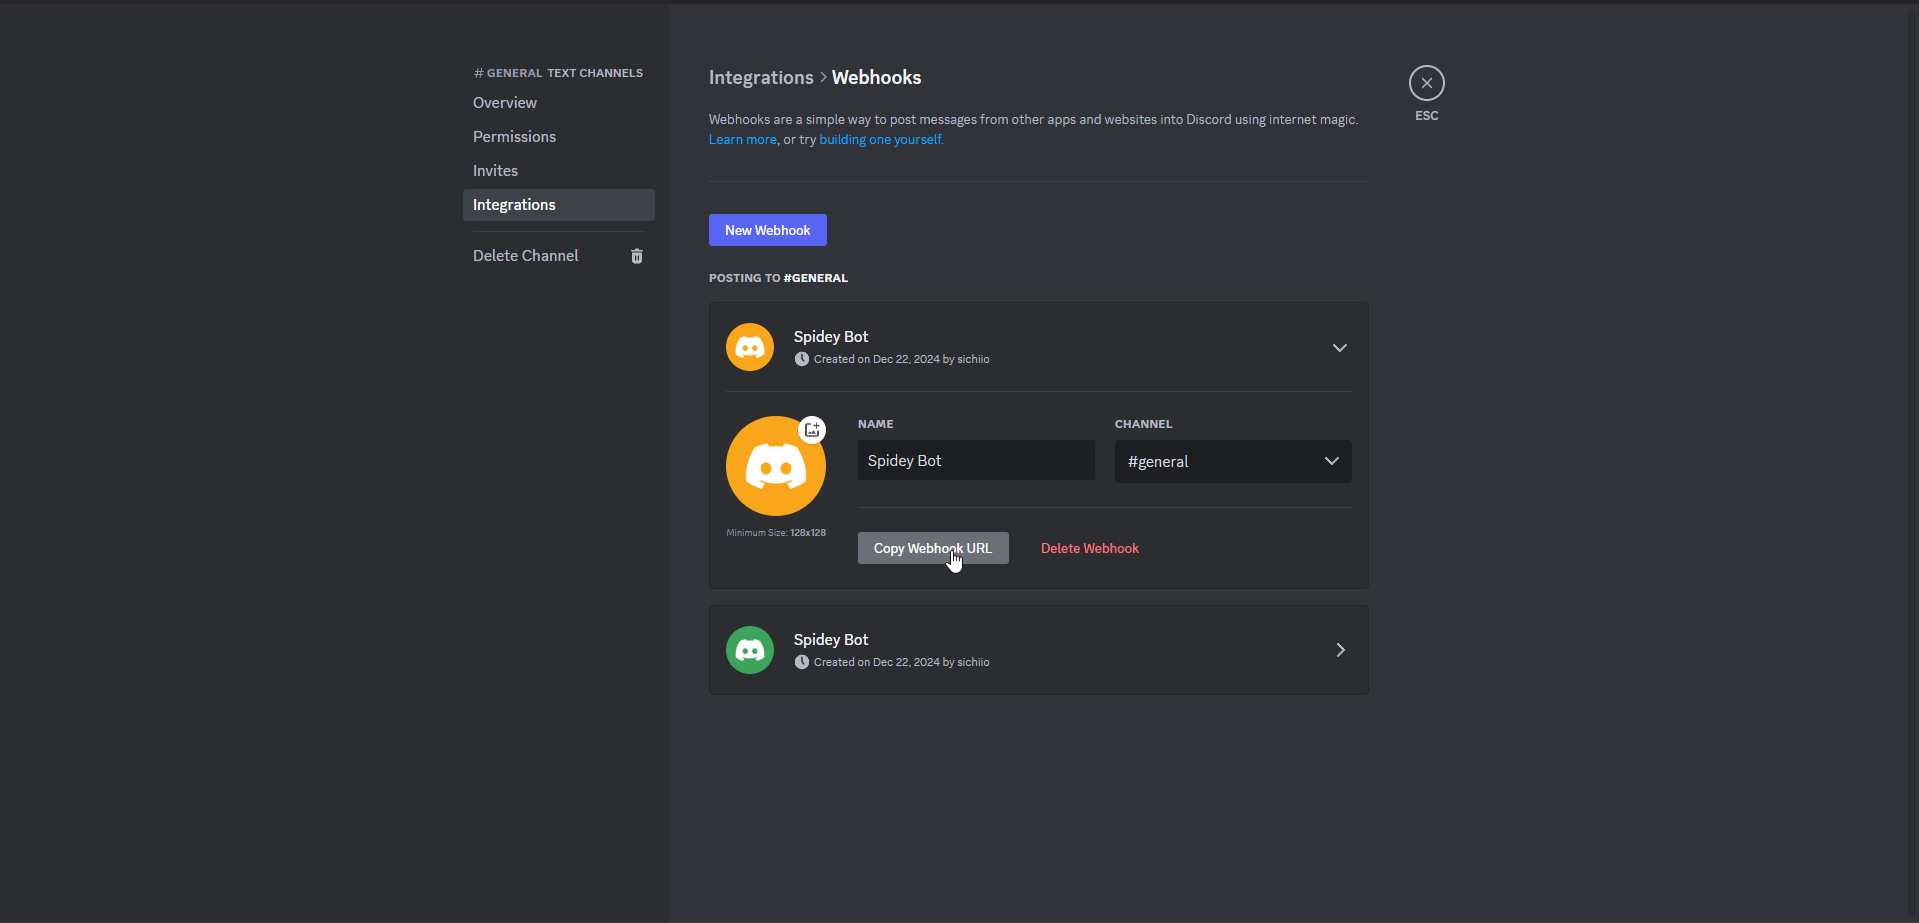 # GENERAL TEXT CHANNELS
Overview
Permissions
Invites
Integrations
Delete Channel
Integrations > Webhooks
Webhooks are a simple way to post messages from other apps and websites into Discord using internet magic.
Learn more, or try building one yourself.
ESC
New Webhook
POSTING TO #GENERAL
Spidey Bot
Created on Dec 22, 2024 by sichiio
Minimum Size: 128x128
NAME
Spidey Bot
CHANNEL
#general
Copy Webhook URL
Delete Webhook
Spidey Bot
Created on Dec 22, 2024 by sichiio